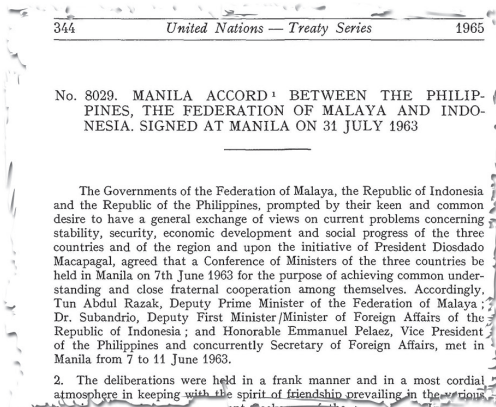 344 United Nations — Treaty Series 1965
No. 8029. MANILA ACCORD ¹ BETWEEN THE PHILIP-
PINES, THE FEDERATION OF MALAYA AND INDO-
NESIA. SIGNED AT MANILA ON 31 JULY 1963
The Governments of the Federation of Malaya, the Republic of Indonesia
and the Republic of the Philippines, prompted by their keen and common
desire to have a general exchange of views on current problems concerning
stability, security, economic development and social progress of the three
countries and of the region and upon the initiative of President Diosdado
Macapagal, agreed that a Conference of Ministers of the three countries be
held in Manila on 7th June 1963 for the purpose of achieving common under-
standing and close fraternal cooperation among themselves. Accordingly,
Tun Abdul Razak, Deputy Prime Minister of the Federation of Malaya ;
Dr. Subandrio, Deputy First Minister/Minister of Foreign Affairs of the
Republic of Indonesia ; and Honorable Emmanuel Pelaez, Vice President
of the Philippines and concurrently Secretary of Foreign Affairs, met in
Manila from 7 to 11 June 1963.
2. The deliberations were held in a frank manner and in a most cordial
atmosphere in keeping with the spirit of friendship prevailing in the various